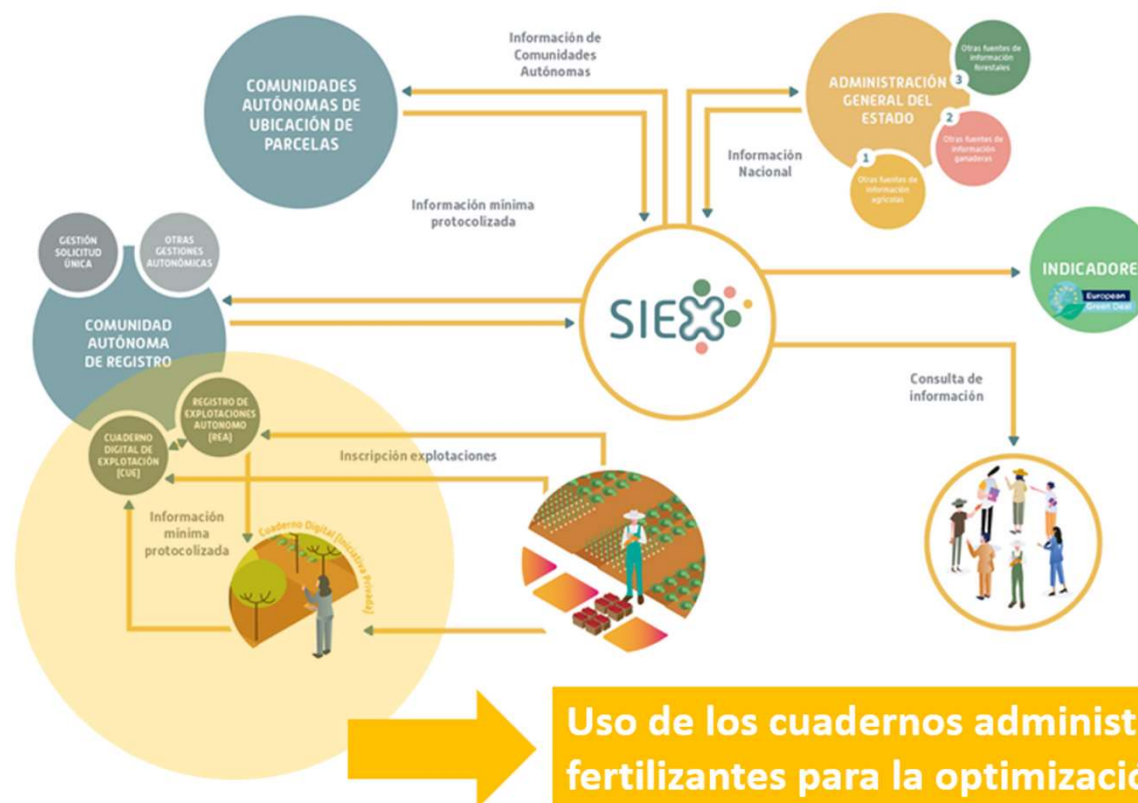 Información de
Comunidades
Autónomas
COMUNIDADES
AUTÓNOMAS DE
UBICACIÓN DE
PARCELAS
ADMINISTRACIÓN
GENERAL DEL
ESTADO
Otras fuentes de
información
forestales
3
2
Otras fuentes de
información
ganaderas
1
Otras fuentes de
información
agrícolas
Información
Nacional
Información mínima
protocolizada
GESTIÓN
SOLICITUD
ÚNICA
OTRAS
GESTIONES
AUTONÓMICAS
COMUNIDAD
AUTÓNOMA
DE REGISTRO
SIEX
INDICADORE
European
Green Deal
Consulta de
información
REGISTRO DE
EXPLOTACIONES
AUTONOMO
(REA)
CUADERNO
DIGITAL DE
EXPLOTACIÓN
(CUE)
Inscripción explotaciones
Información
mínima
protocolizada
Cuaderno Digital (Iniciativa Privada)
Uso de los cuadernos administ
fertilizantes para la optimizació